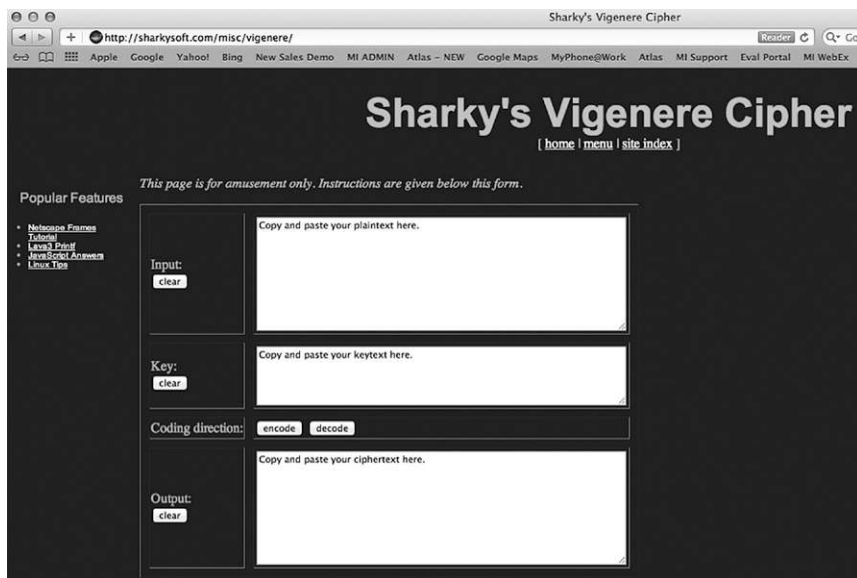 Sharky's Vigenere Cipher
http://sharkysoft.com/misc/vigenere/
Reader
Apple Google Yahoo! Bing New Sales Demo MI ADMIN Atlas – NEW Google Maps MyPhone@Work Atlas MI Support Eval Portal MI WebEx
Sharky's Vigenere Cipher
[ home | menu | site index ]
This page is for amusement only. Instructions are given below this form.
Popular Features
Netscape Frames
Tutorial
Lava3 Printf
JavaScript Answers
Linux Tips
Input:
clear
Copy and paste your plaintext here.
Key:
clear
Copy and paste your keytext here.
Coding direction: encode decode
Output:
clear
Copy and paste your ciphertext here.